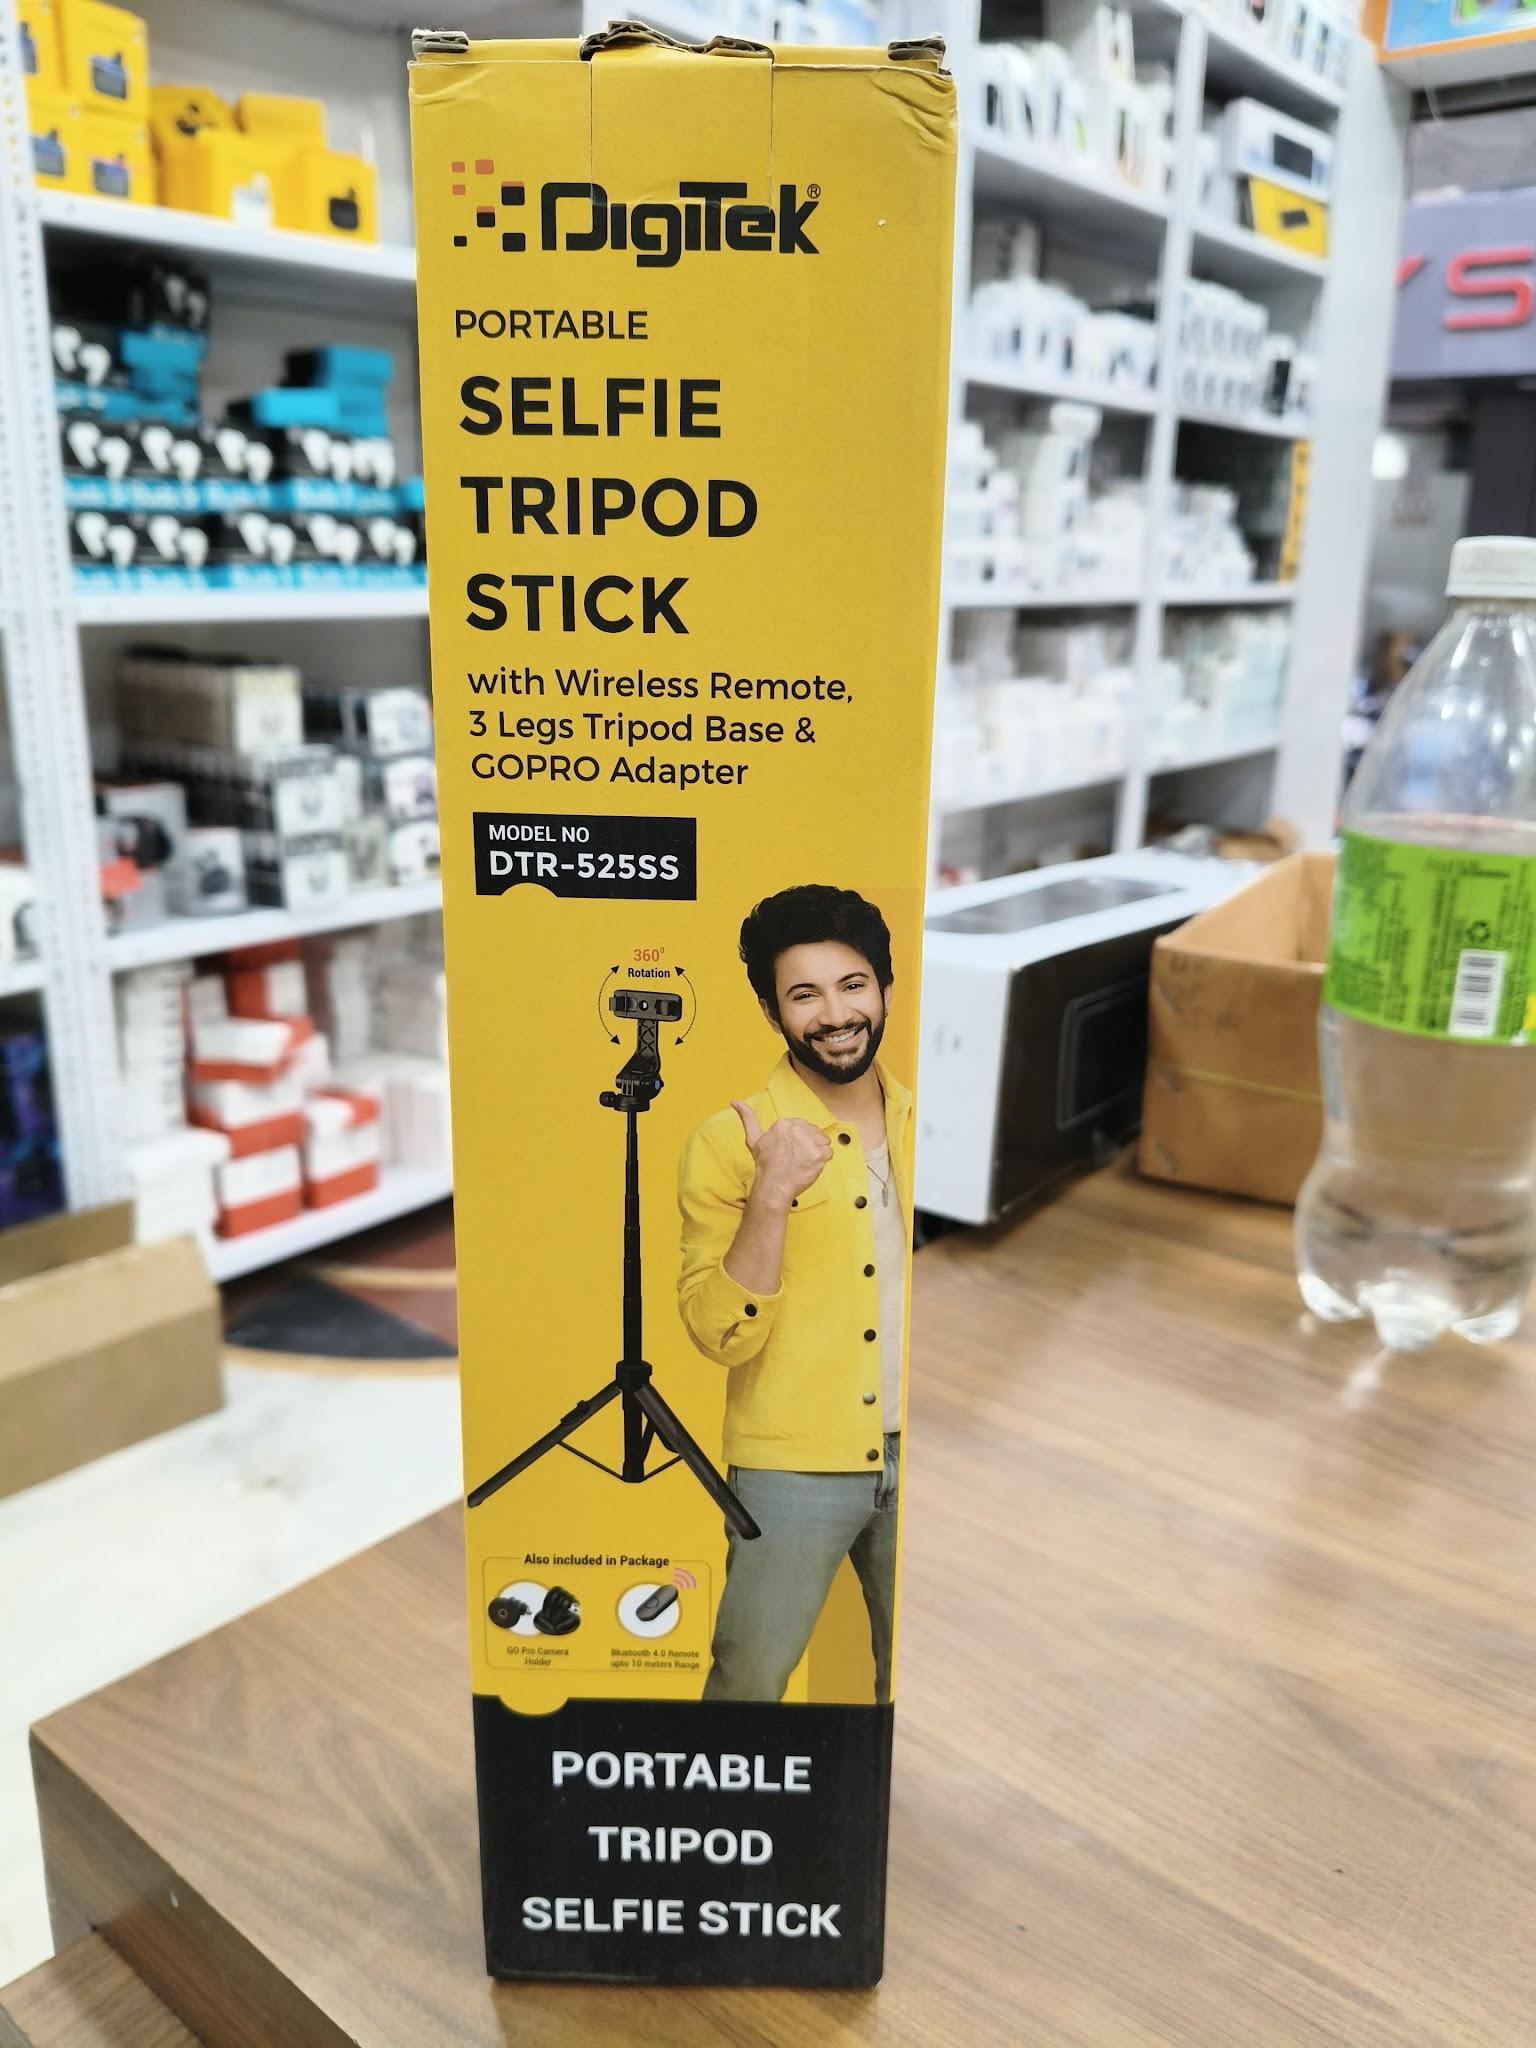 DIGITEK®
PORTABLE
SELFIE
TRIPOD
STICK
with Wireless Remote,
3 Legs Tripod Base &
GOPRO Adapter
MODEL NO
DTR-525SS
360°
Rotation
Also included in Package
GO Pro Camera
Holder
Bluetooth 4.0 Remote
upto 10 meters Range
PORTABLE
TRIPOD
SELFIE STICK